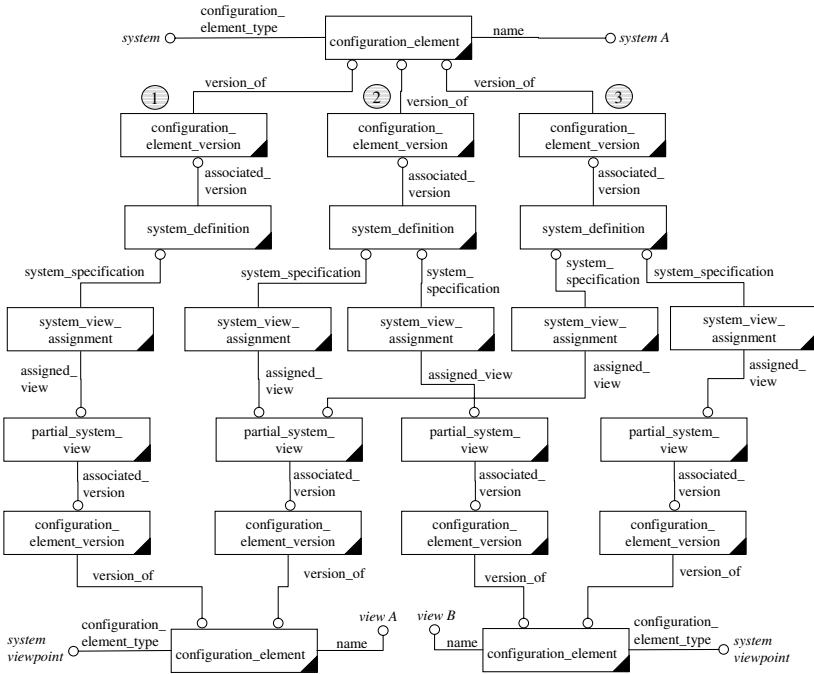 configuration_
element_type
system
configuration_element
name
system A
version_of
version_of
version_of
1
2
3
configuration_
element_version
configuration_
element_version
configuration_
element_version
associated_
version
associated_
version
associated_
version
system_definition
system_definition
system_definition
system_specification
system_specification
system_
specification
system_
specification
system_specification
system_view_
assignment
system_view_
assignment
system_view_
assignment
system_view_
assignment
system_view_
assignment
assigned_
view
assigned_
view
assigned_view
assigned_
view
assigned_
view
partial_system_
view
partial_system_
view
partial_system_
view
partial_system_
view
associated_
version
associated_
version
associated_
version
associated_
version
configuration_
element_version
configuration_
element_version
configuration_
element_version
configuration_
element_version
version_of
version_of
version_of
version_of
system
viewpoint
configuration_
element_type
configuration_element
name
view A
view B
name
configuration_element
configuration_
element_type
system
viewpoint